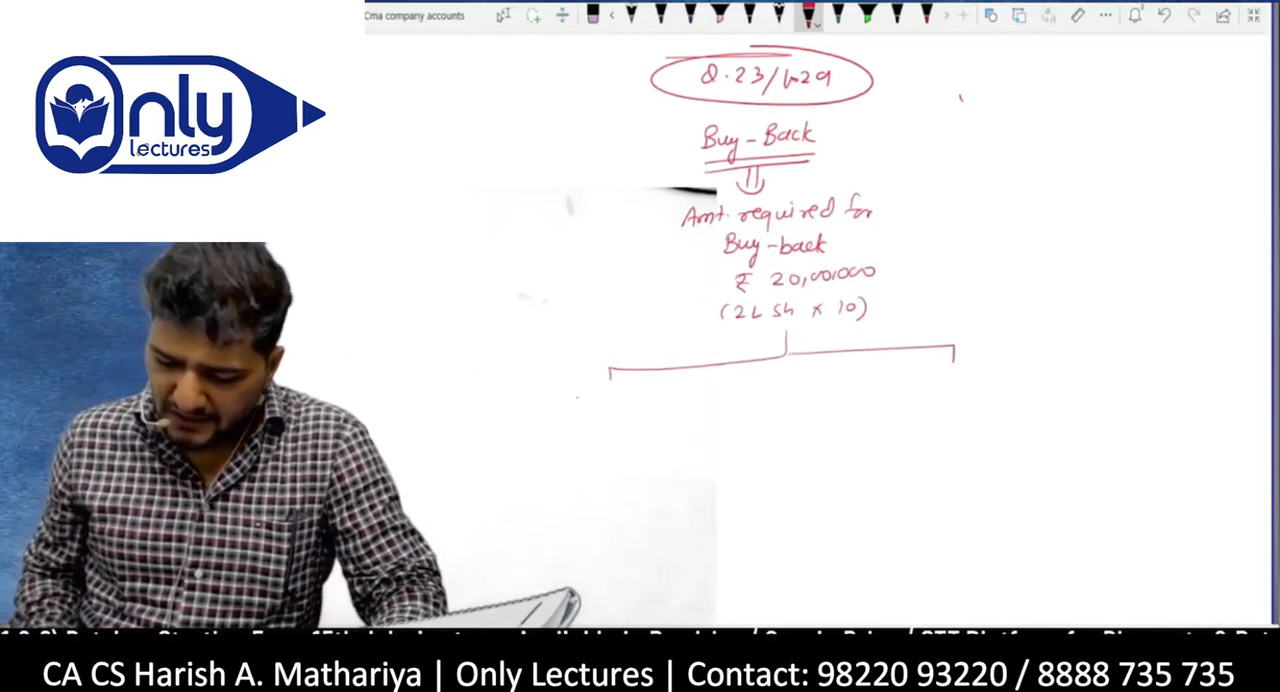 Cma company accounts
Only
Lectures
Q.23/6.29
Buy-Back
Amt. required for
Buy-back
₹ 20,00,000
(2L sh × 10)
CA CS Harish A. Mathariya | Only Lectures | Contact: 98220 93220 / 8888 735 735